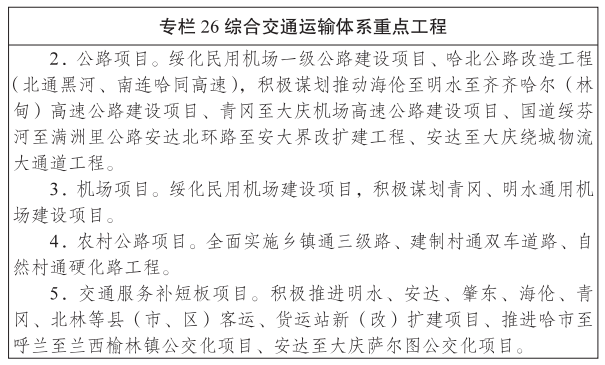 专栏 26 综合交通运输体系重点工程
2. 公路项目。绥化民用机场一级公路建设项目、哈北公路改造工程
(北通黑河、南连哈同高速)，积极谋划推动海伦至明水至齐齐哈尔（林
甸）高速公路建设项目、青冈至大庆机场高速公路建设项目、国道绥芬
河至满洲里公路安达北环路至安大界改扩建工程、安达至大庆绕城物流
大通道工程。
3. 机场项目。绥化民用机场建设项目，积极谋划青冈、明水通用机
场建设项目。
4. 农村公路项目。全面实施乡镇通三级路、建制村通双车道路、自
然村通硬化路工程。
5. 交通服务补短板项目。积极推进明水、安达、肇东、海伦、青
冈、北林等县（市、区）客运、货运站新（改）扩建项目、推进哈市至
呼兰至兰西榆林镇公交化项目、安达至大庆萨尔图公交化项目。